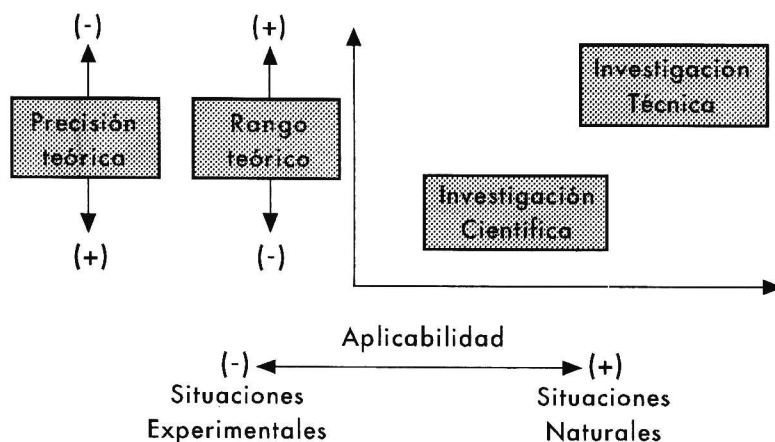 (-)
(+)
Precisión
teórica
Rango
teórico
(+)
(-)
Investigación
Técnica
Investigación
Científica
Aplicabilidad
(-)
(+)
Situaciones
Experimentales
Situaciones
Naturales